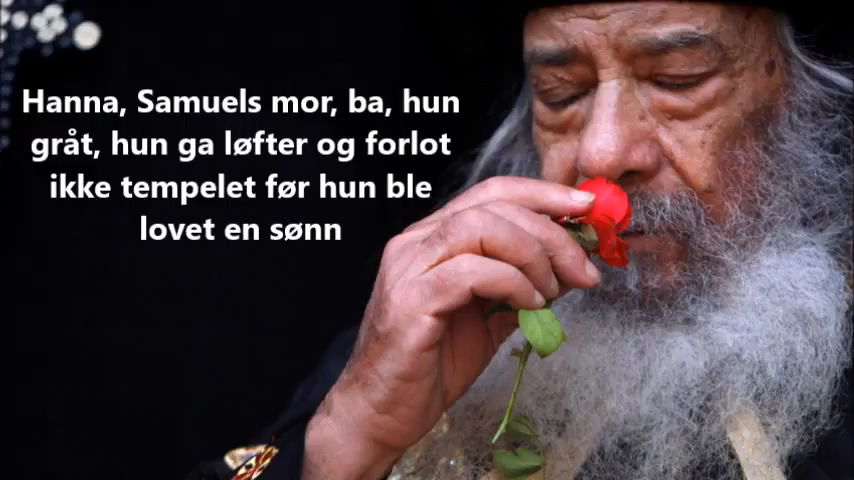 Hanna, Samuels mor, ba, hun
gråt, hun ga løfter og forlot
ikke tempelet før hun ble
lovet en sønn